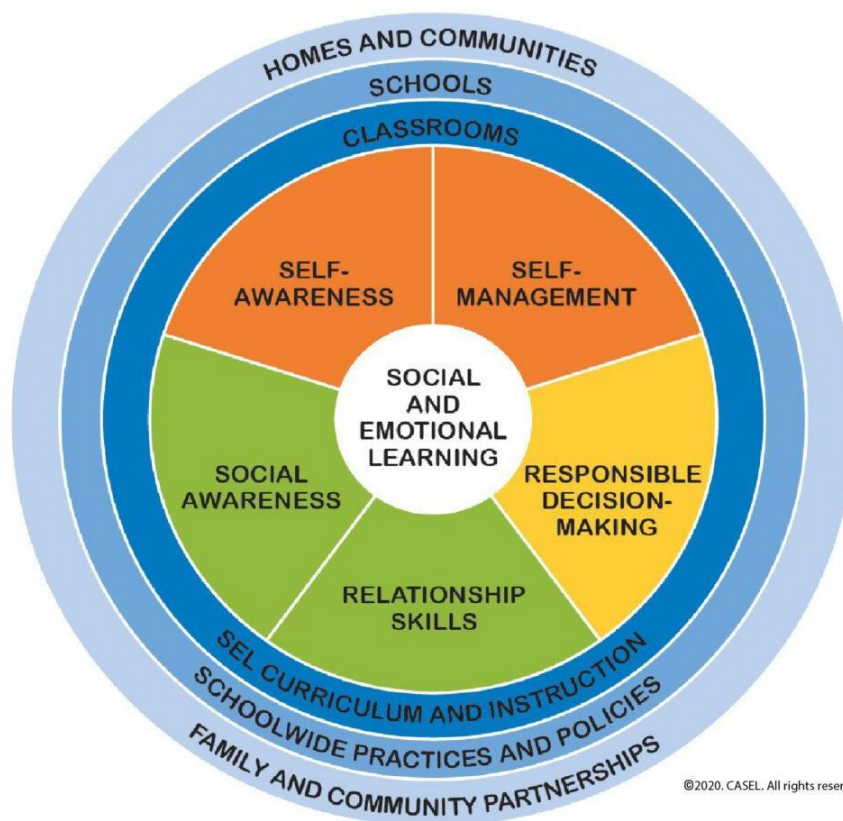 HOMES AND COMMUNITIES
SCHOOLS
CLASSROOMS
SELF-
AWARENESS
SELF-
MANAGEMENT
SOCIAL
AND
EMOTIONAL
LEARNING
SOCIAL
AWARENESS
RESPONSIBLE
DECISION-
MAKING
RELATIONSHIP
SKILLS
SEL CURRICULUM AND INSTRUCTION
SCHOOLWIDE PRACTICES AND POLICIES
FAMILY AND COMMUNITY PARTNERSHIPS
©2020. CASEL. All rights reser